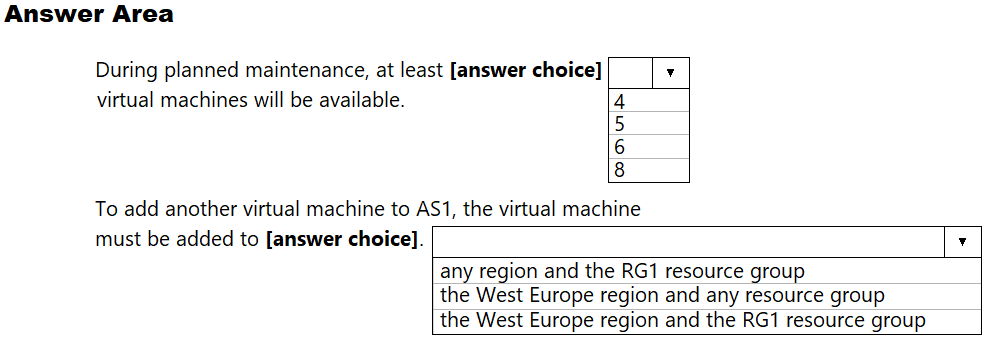 Answer Area
During planned maintenance, at least [answer choice]
virtual machines will be available.
4
5
6
8
To add another virtual machine to AS1, the virtual machine
must be added to [answer choice].
any region and the RG1 resource group
the West Europe region and any resource group
the West Europe region and the RG1 resource group